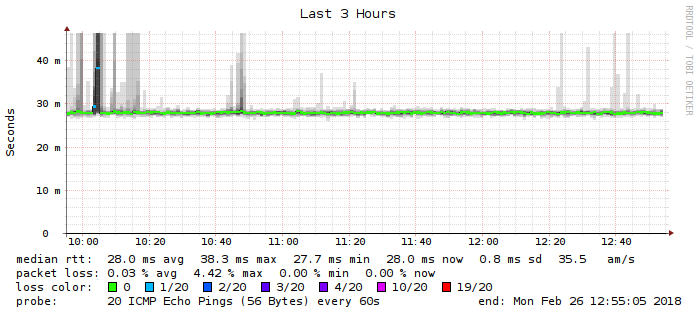 Last 3 Hours
RRDTOOL / TOBI OETIKER
Seconds
40 m
30 m
20 m
10 m
0
10:00 10:20 10:40 11:00 11:20 11:40 12:00 12:20 12:40
median rtt: 28.0 ms avg 38.3 ms max 27.7 ms min 28.0 ms now 0.8 ms sd 35.5 am/s
packet loss: 0.03 % avg 4.42 % max 0.00 % min 0.00 % now
loss color: 0 1/20 2/20 3/20 4/20 10/20 19/20
probe: 20 ICMP Echo Pings (56 Bytes) every 60s end: Mon Feb 26 12:55:05 2018